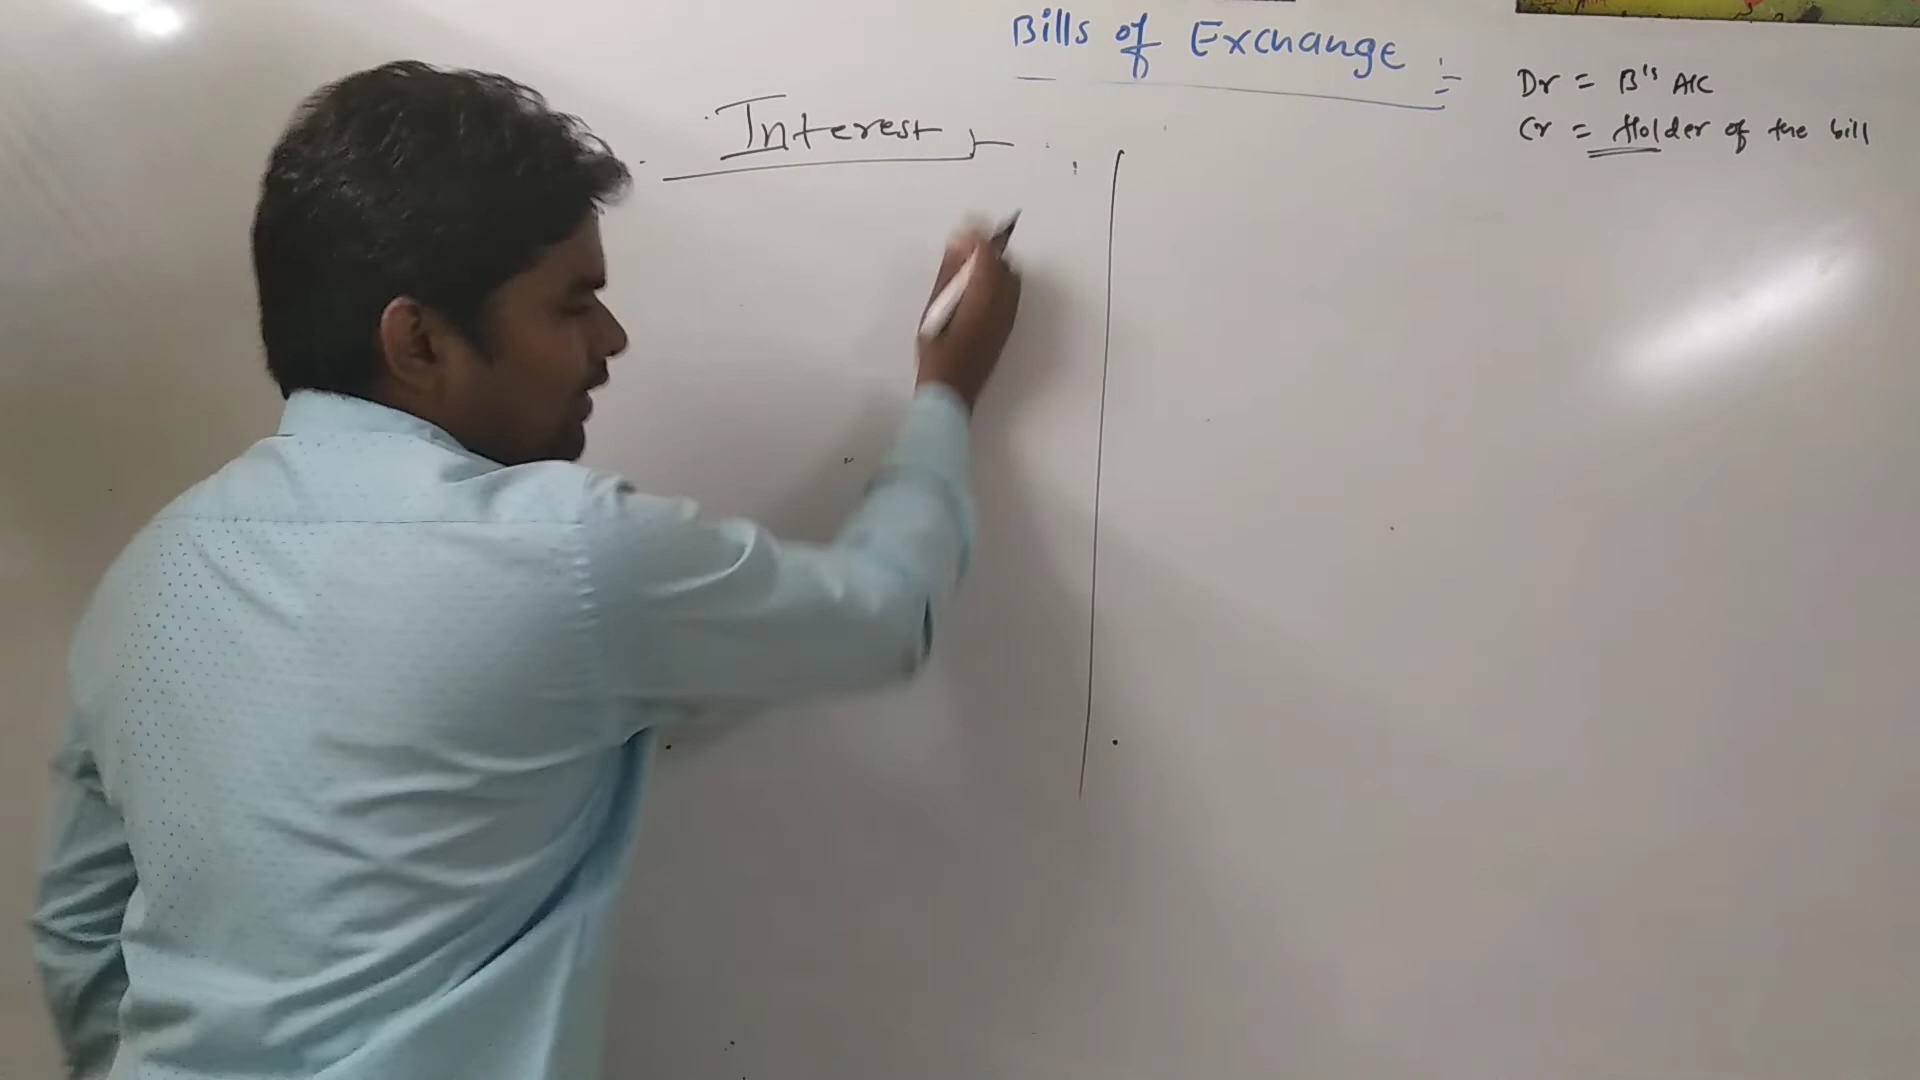 Bills of Exchange :-
Interest :-
Dr = B's A/C
Cr = Holder of the bill